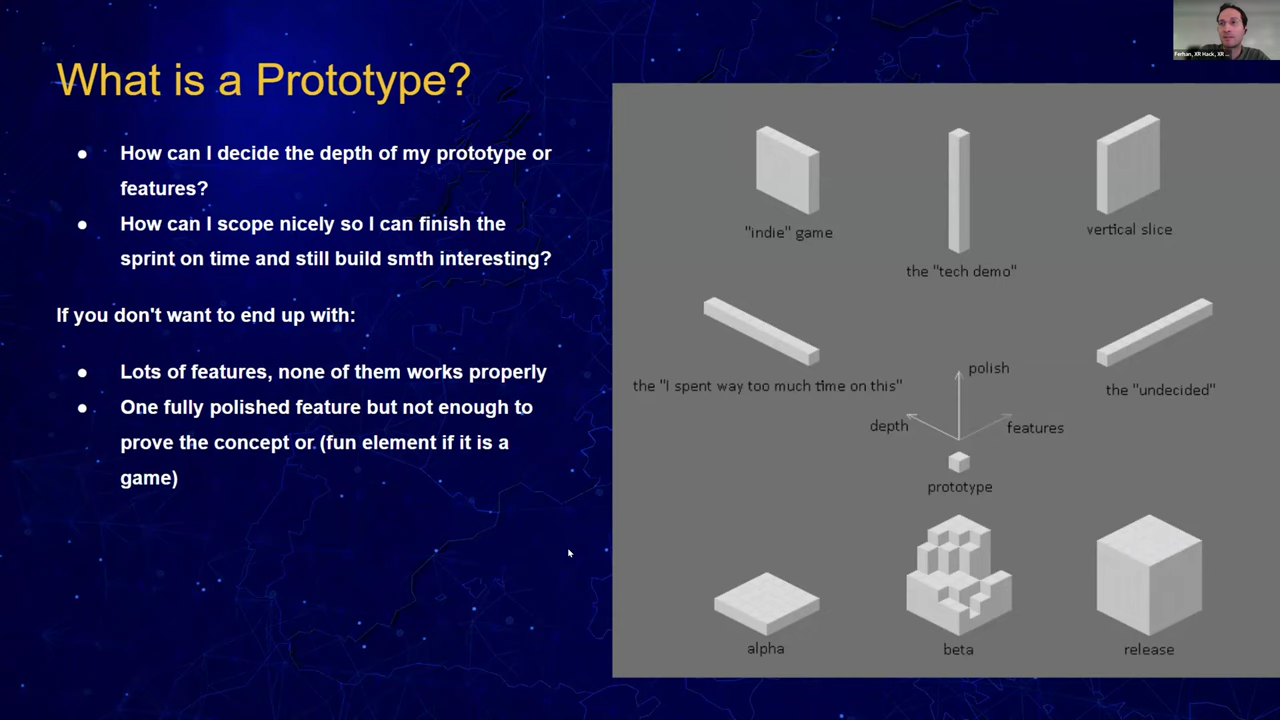 What is a Prototype?
● How can I decide the depth of my prototype or
features?
● How can I scope nicely so I can finish the
sprint on time and still build smth interesting?
If you don't want to end up with:
● Lots of features, none of them works properly
● One fully polished feature but not enough to
prove the concept or (fun element if it is a
game)
Ferhan, XR Hack, XR ...
"indie" game
the "tech demo"
vertical slice
the "I spent way too much time on this"
the "undecided"
polish
depth
features
prototype
alpha
beta
release